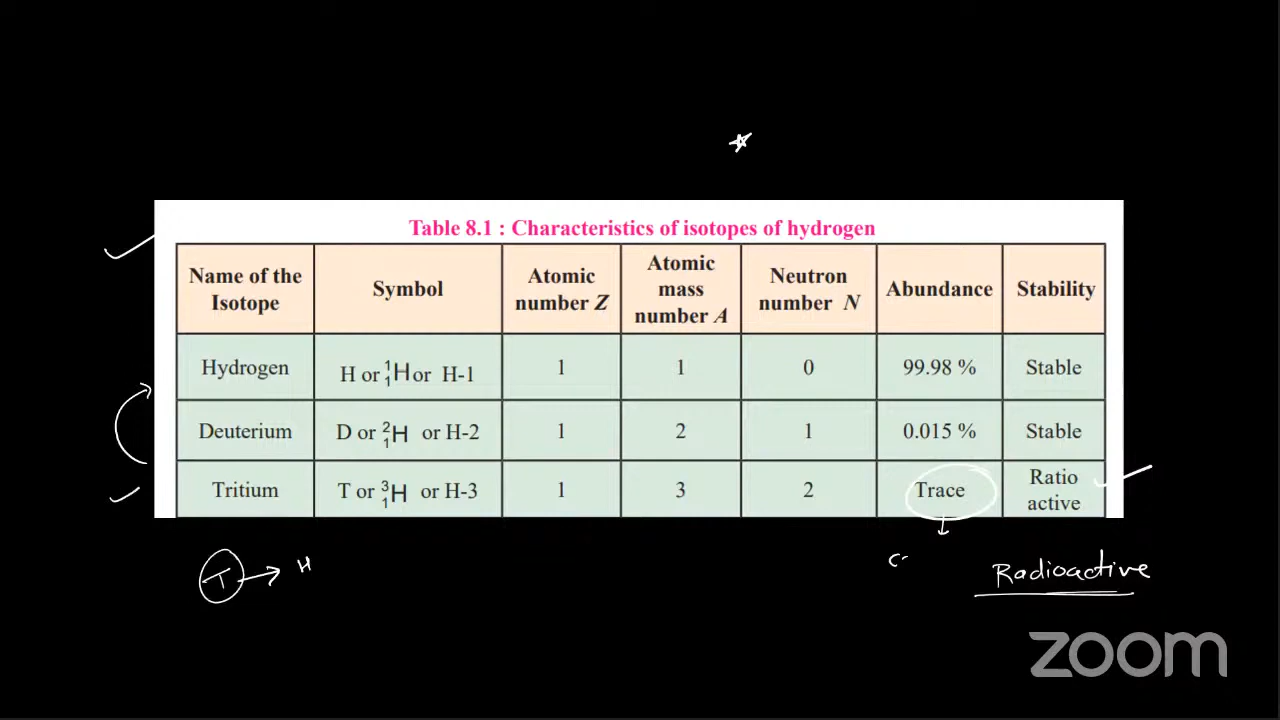 Table 8.1 : Characteristics of isotopes of hydrogen
Name of the Isotope | Symbol | Atomic number Z | Atomic mass number A | Neutron number N | Abundance | Stability
Hydrogen | H or ¹₁H or H-1 | 1 | 1 | 0 | 99.98 % | Stable
Deuterium | D or ²₁H or H-2 | 1 | 2 | 1 | 0.015 % | Stable
Tritium | T or ³₁H or H-3 | 1 | 3 | 2 | Trace | Ratio active
T → H
Radioactive
zoom